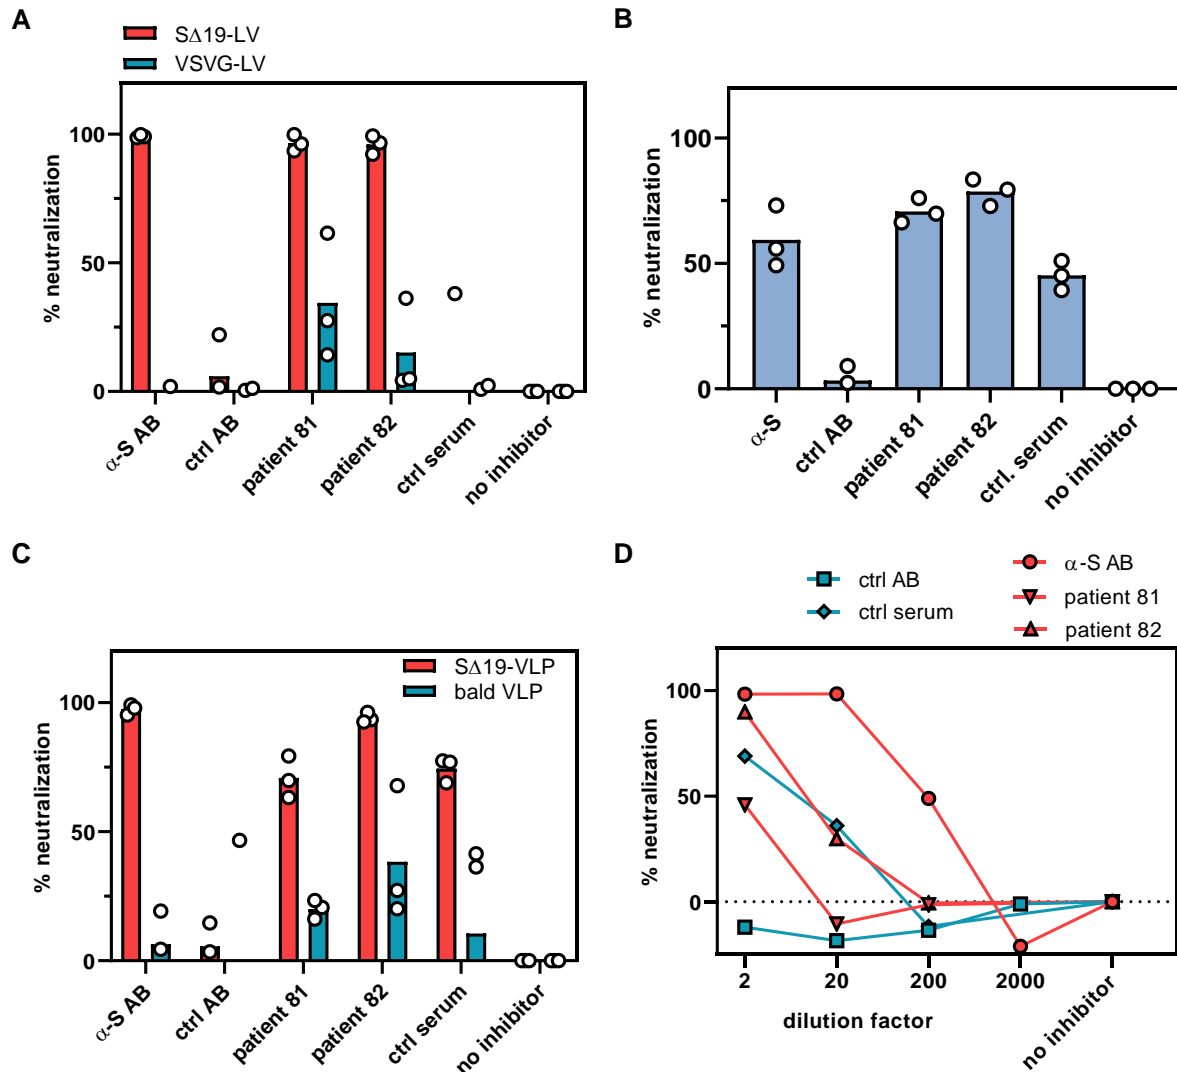 A
SΔ19-LV
VSVG-LV
% neutralization
100
50
0
α-S AB
ctrl AB
patient 81
patient 82
ctrl serum
no inhibitor
B
% neutralization
100
50
0
α-S
ctrl AB
patient 81
patient 82
ctrl. serum
no inhibitor
C
SΔ19-VLP
bald VLP
% neutralization
100
50
0
α-S AB
ctrl AB
patient 81
patient 82
ctrl serum
no inhibitor
D
ctrl AB
ctrl serum
α-S AB
patient 81
patient 82
% neutralization
100
50
0
2
20
200
2000
no inhibitor
dilution factor